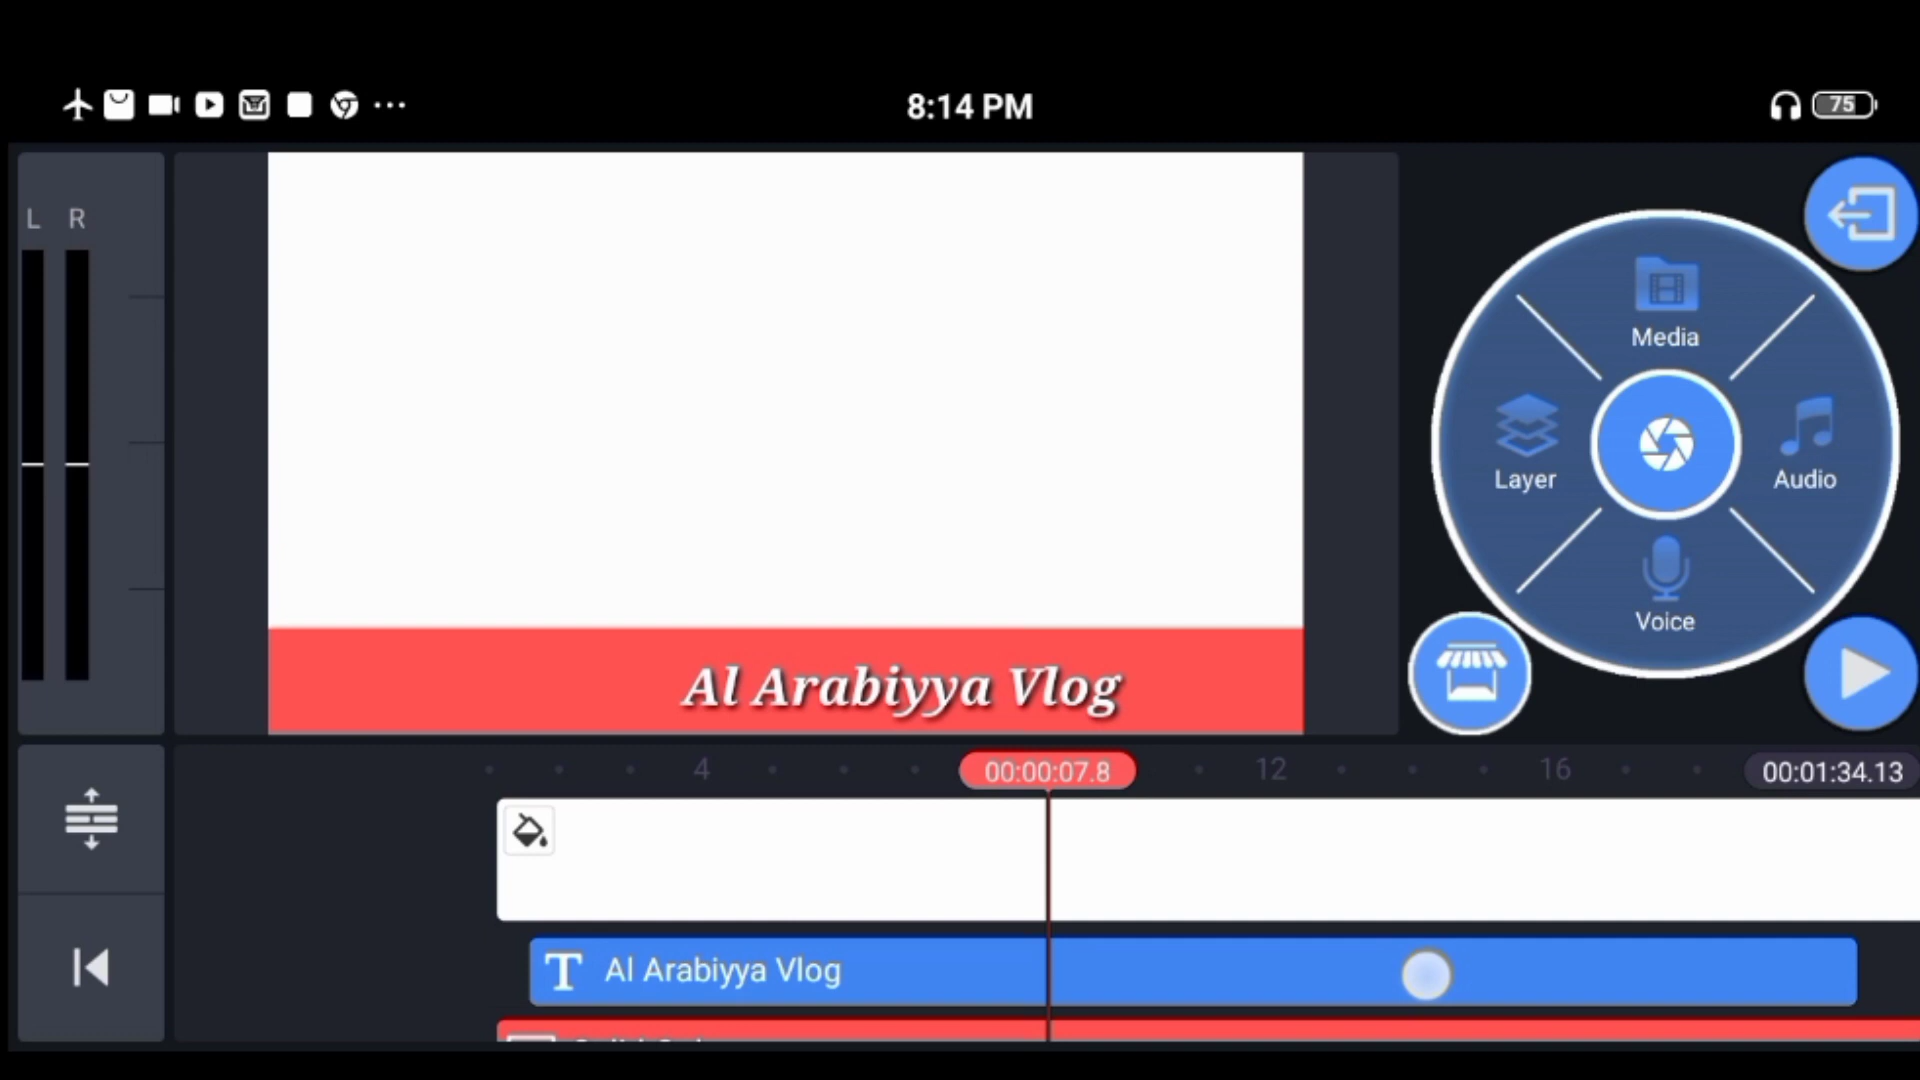 8:14 PM
75
L R
Media
Layer
Audio
Voice
Al Arabiyya Vlog
4
00:00:07.8
12
16
00:01:34.13
T Al Arabiyya Vlog